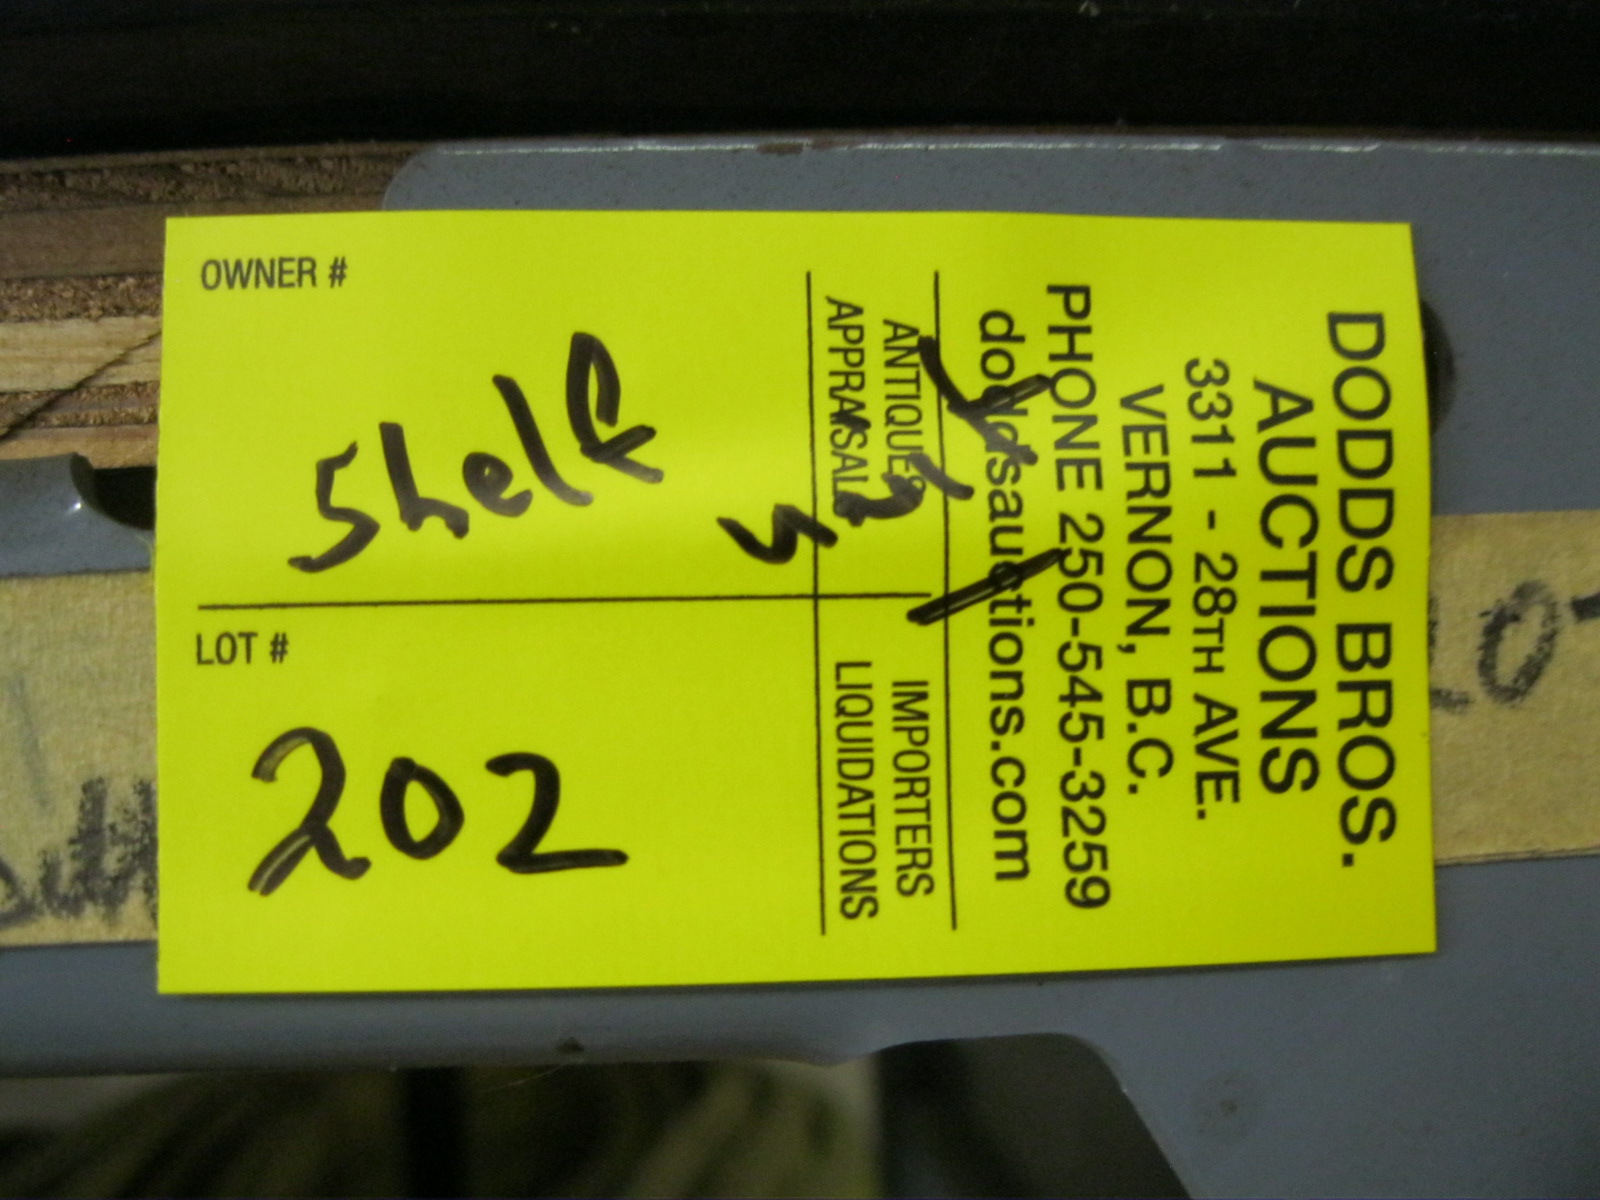 DODDS BROS.
AUCTIONS
3311 - 28TH AVE.
VERNON, B.C.
PHONE 250-545-3259
doddsauctions.com
ANTIQUES
IMPORTERS
APPRAISALS
LIQUIDATIONS
OWNER #
Shelf
LOT #
202